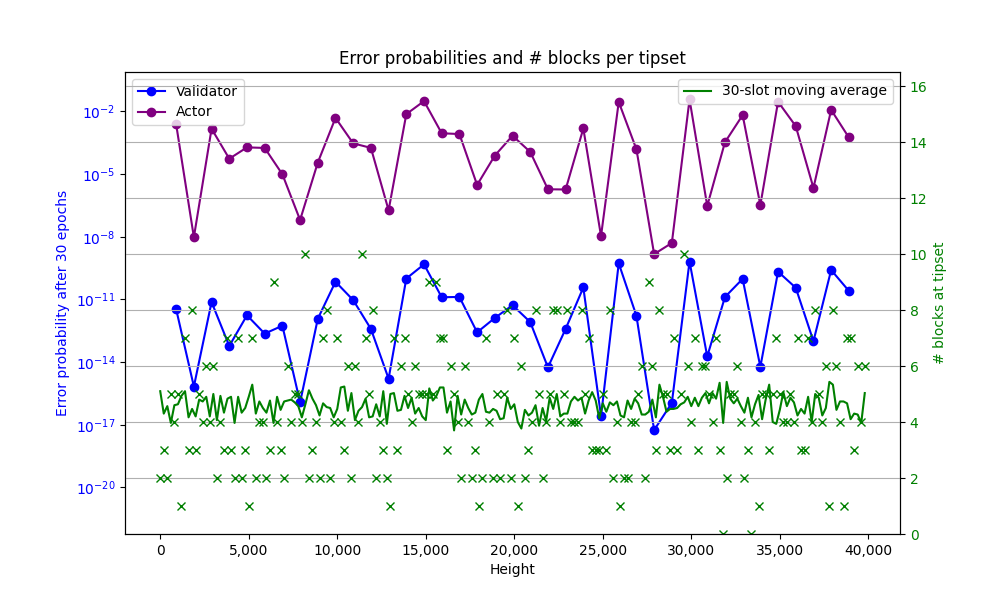 Error probabilities and # blocks per tipset
Validator
Actor
30-slot moving average
Error probability after 30 epochs
10^-2
10^-5
10^-8
10^-11
10^-14
10^-17
10^-20
16
14
12
10
8
6
4
2
0
# blocks at tipset
0 5,000 10,000 15,000 20,000 25,000 30,000 35,000 40,000
Height